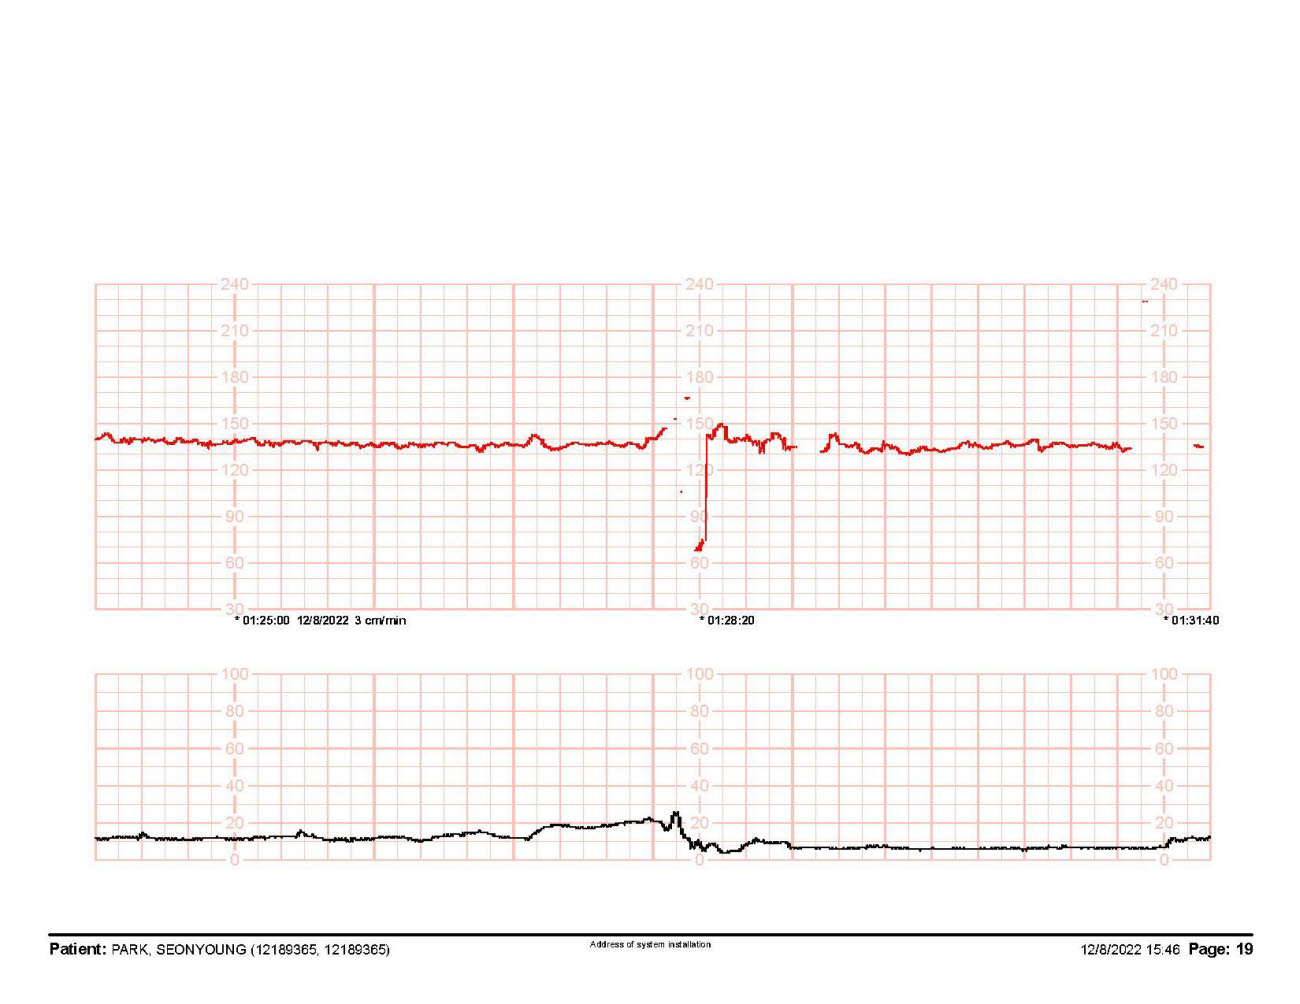 240 240 240
210 210 210
180 180 180
150 150 150
120 120 120
90 90 90
60 60 60
30 30 30
* 01:25:00 12/8/2022 3 cm/min * 01:28:20 * 01:31:40
100 100 100
80 80 80
60 60 60
40 40 40
20 20 20
0 0 0
Patient: PARK, SEONYOUNG (12189365, 12189365) Address of system installation 12/8/2022 15:46 Page: 19